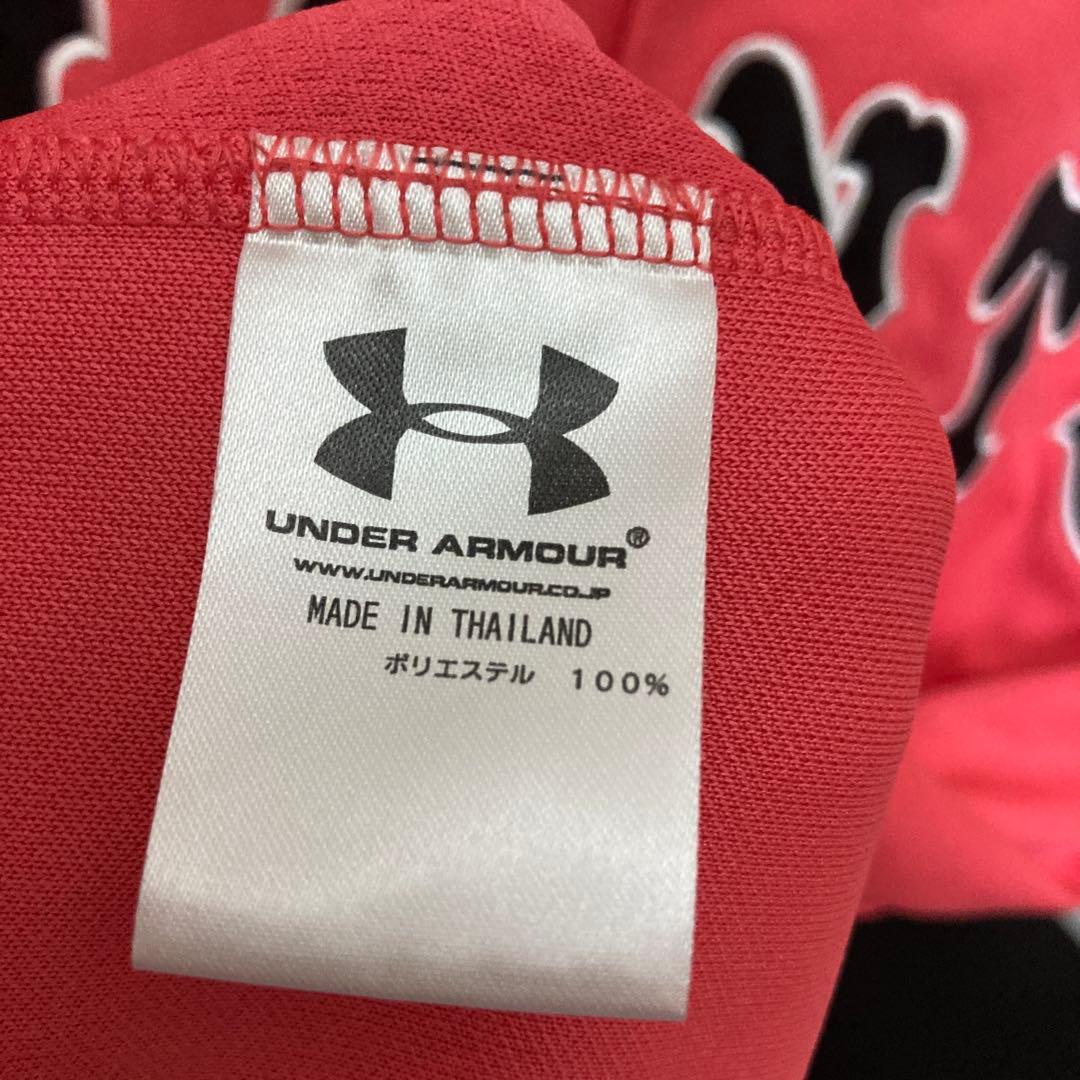 UNDER ARMOUR®
WWW.UNDERARMOUR.CO.JP
MADE IN THAILAND
ポリエステル 100%